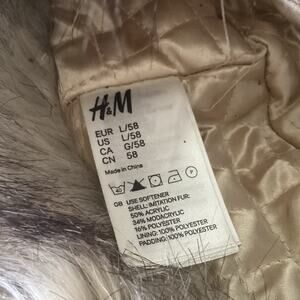 H&M
EUR L/58
US L/58
CA G/58
CN 58
Made in China
40
P
GB USE SOFTENER
SHELL: IMITATION FUR:
50% ACRYLIC
34% MODACRYLIC
16% POLYESTER
LINING: 100% POLYESTER
PADDING: 100% POLYESTER